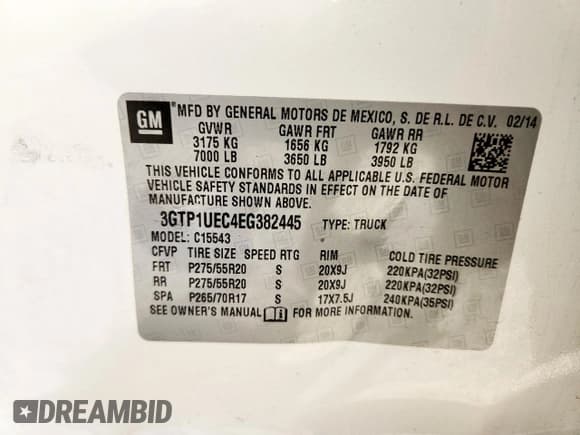 GM ® MFD BY GENERAL MOTORS DE MEXICO, S. DE R.L. DE C.V. 02/14
GVWR GAWR FRT GAWR RR
3175 KG 1656 KG 1792 KG
7000 LB 3650 LB 3950 LB
THIS VEHICLE CONFORMS TO ALL APPLICABLE U.S. FEDERAL MOTOR
VEHICLE SAFETY STANDARDS IN EFFECT ON THE DATE OF
MANUFACTURE SHOWN ABOVE.
3GTP1UEC4EG382445 TYPE: TRUCK
MODEL: C15543
CFVP TIRE SIZE SPEED RTG RIM COLD TIRE PRESSURE
FRT P275/55R20 S 20X9J 220KPA(32PSI)
RR P275/55R20 S 20X9J 220KPA(32PSI)
SPA P265/70R17 S 17X7.5J 240KPA(35PSI)
SEE OWNER'S MANUAL FOR MORE INFORMATION.
DREAMBID